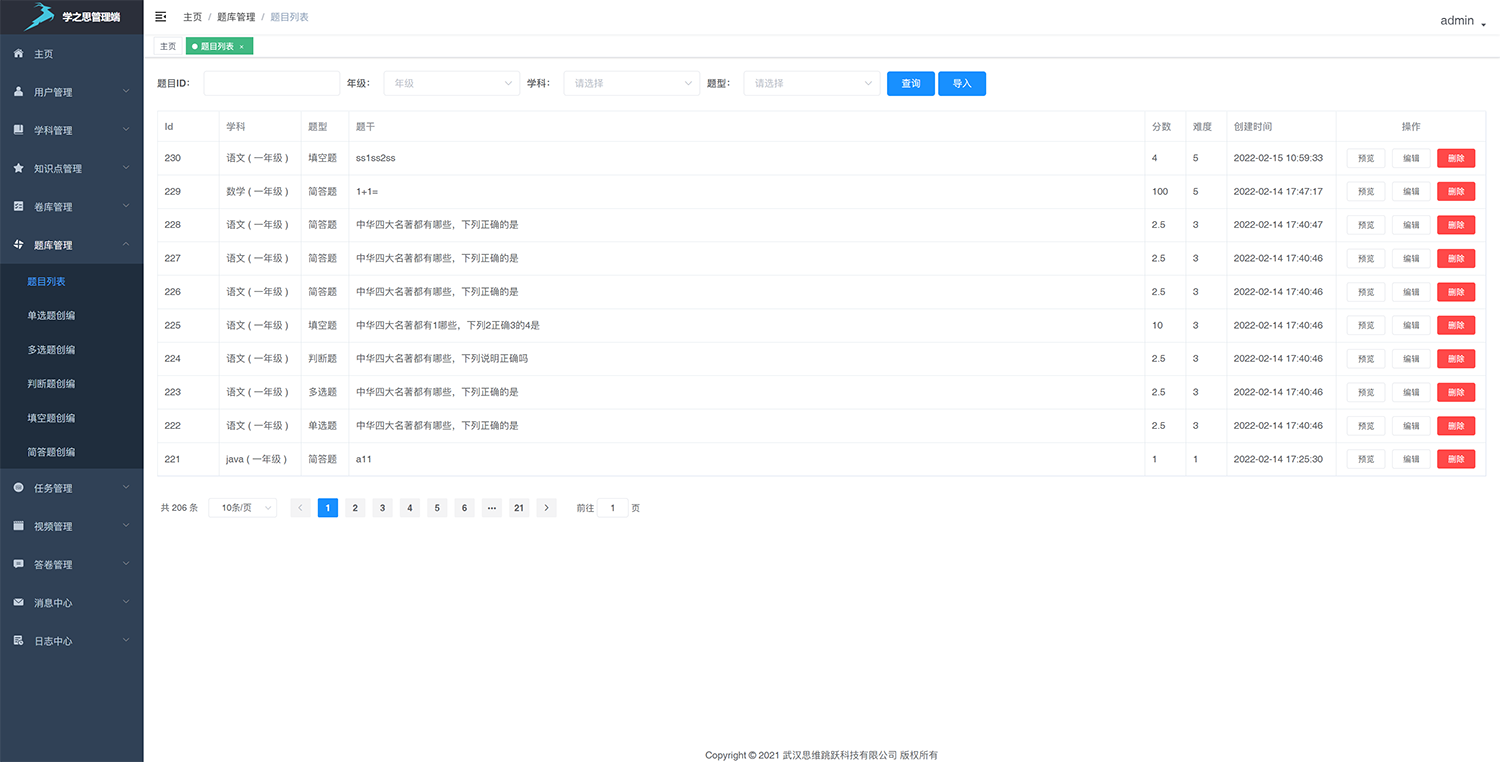 学之思管理端
主页
用户管理
学科管理
知识点管理
卷库管理
题库管理
题目列表
单选题创编
多选题创编
判断题创编
填空题创编
简答题创编
任务管理
视频管理
答卷管理
消息中心
日志中心
主页 / 题库管理 / 题目列表
admin
主页 题目列表 ×
题目ID： 年级： 年级 学科： 请选择 题型： 请选择 查询 导入
Id 学科 题型 题干 分数 难度 创建时间 操作
230 语文 ( 一年级 ) 填空题 ss1ss2ss 4 5 2022-02-15 10:59:33 预览 编辑 删除
229 数学 ( 一年级 ) 简答题 1+1= 100 5 2022-02-14 17:47:17 预览 编辑 删除
228 语文 ( 一年级 ) 简答题 中华四大名著都有哪些，下列正确的是 2.5 3 2022-02-14 17:40:47 预览 编辑 删除
227 语文 ( 一年级 ) 简答题 中华四大名著都有哪些，下列正确的是 2.5 3 2022-02-14 17:40:46 预览 编辑 删除
226 语文 ( 一年级 ) 简答题 中华四大名著都有哪些，下列正确的是 2.5 3 2022-02-14 17:40:46 预览 编辑 删除
225 语文 ( 一年级 ) 填空题 中华四大名著都有1哪些，下列2正确3的4是 10 3 2022-02-14 17:40:46 预览 编辑 删除
224 语文 ( 一年级 ) 判断题 中华四大名著都有哪些，下列说明正确吗 2.5 3 2022-02-14 17:40:46 预览 编辑 删除
223 语文 ( 一年级 ) 多选题 中华四大名著都有哪些，下列正确的是 2.5 3 2022-02-14 17:40:46 预览 编辑 删除
222 语文 ( 一年级 ) 单选题 中华四大名著都有哪些，下列正确的是 2.5 3 2022-02-14 17:40:46 预览 编辑 删除
221 java ( 一年级 ) 简答题 a11 1 1 2022-02-14 17:25:30 预览 编辑 删除
共 206 条 10条/页 1 2 3 4 5 6 ··· 21 前往 1 页
Copyright © 2021 武汉思维跳跃科技有限公司 版权所有